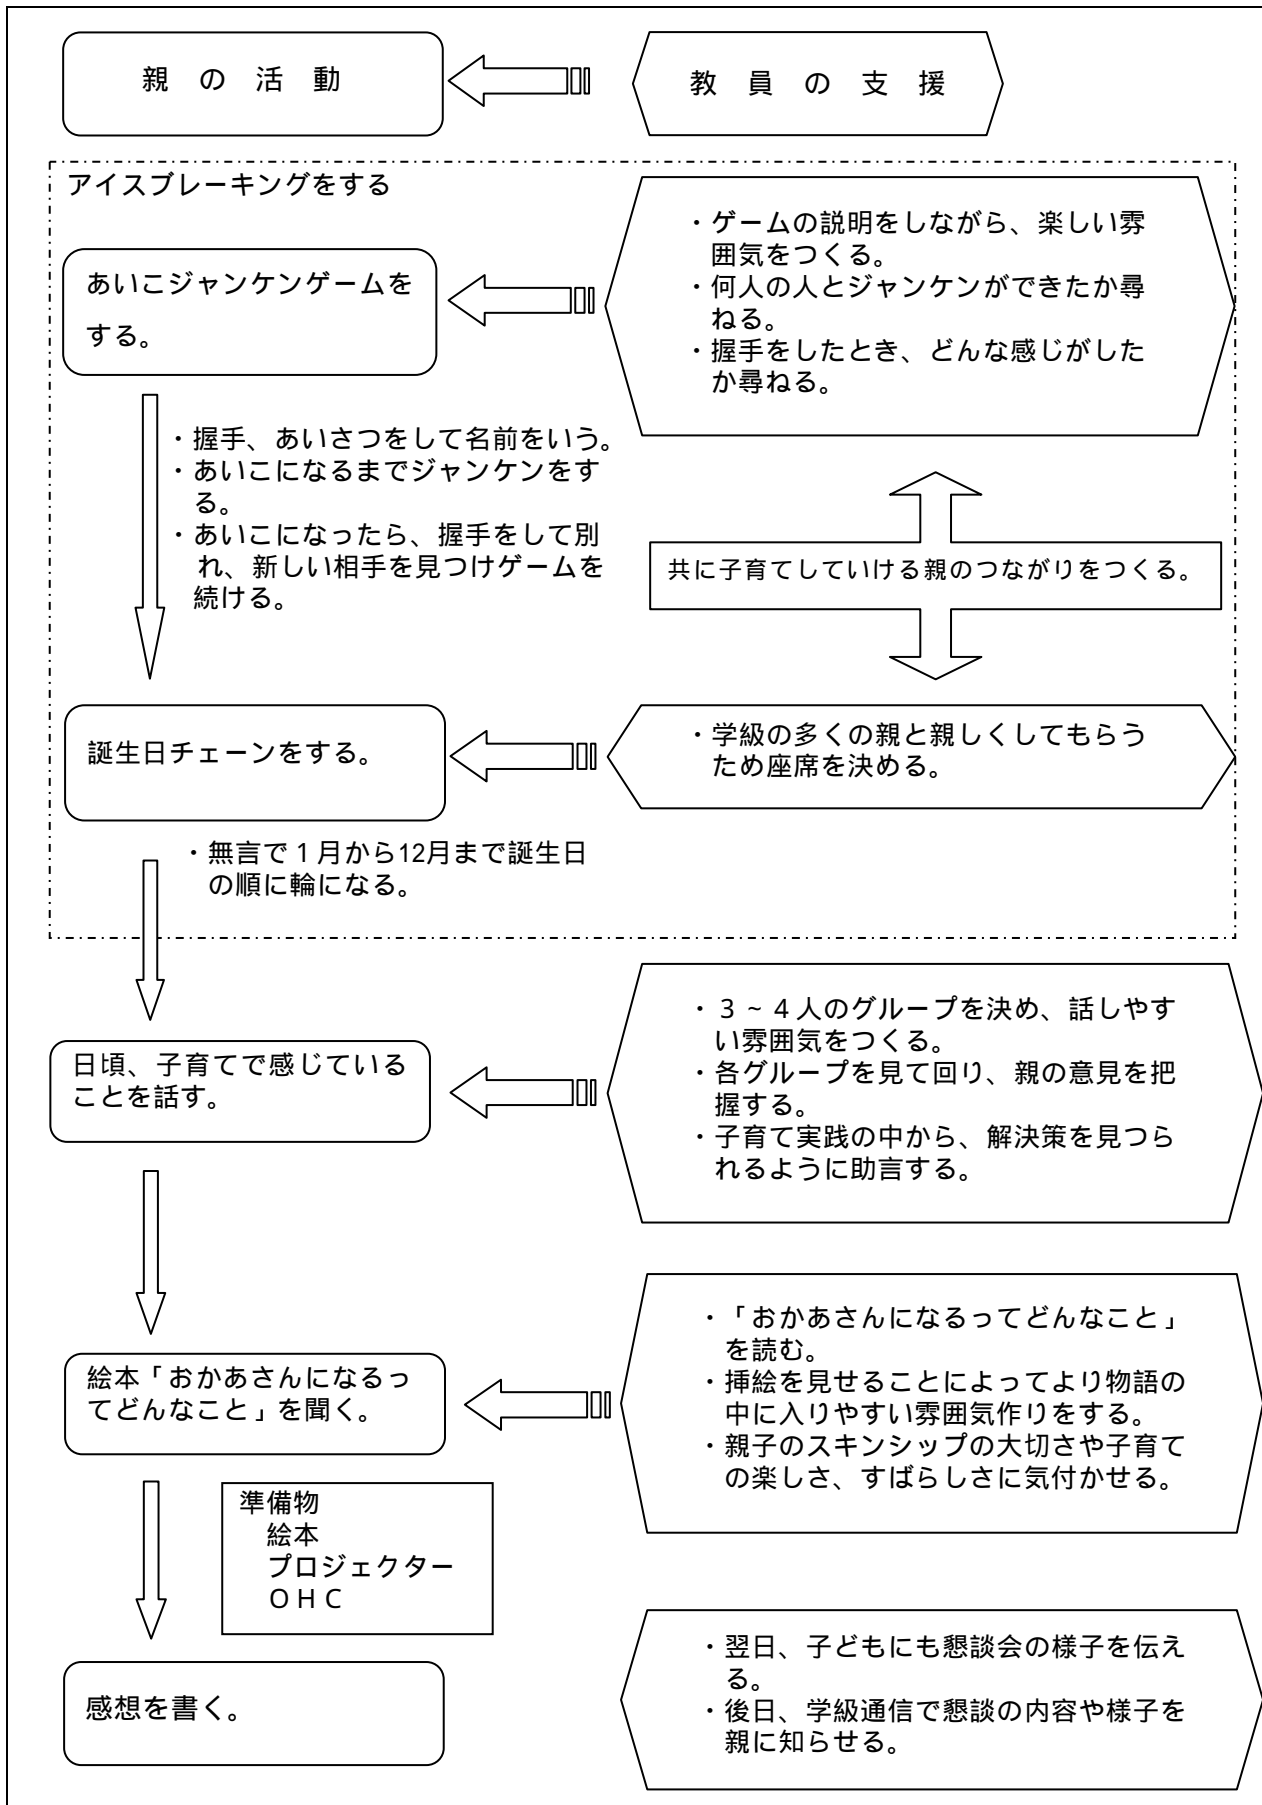 親 の 活 動
教 員 の 支 援
アイスブレーキングをする
あいこジャンケンゲームを
する。
・ゲームの説明をしながら、楽しい雰
囲気をつくる。
・何人の人とジャンケンができたか尋
ねる。
・握手をしたとき、どんな感じがした
か尋ねる。
・握手、あいさつをして名前をいう。
・あいこになるまでジャンケンをす
る。
・あいこになったら、握手をして別
れ、新しい相手を見つけゲームを
続ける。
共に子育てしていける親のつながりをつくる。
誕生日チェーンをする。
・学級の多くの親と親しくしてもらう
ため座席を決める。
・無言で1月から12月まで誕生日
の順に輪になる。
日頃、子育てで感じている
ことを話す。
・3~4人のグループを決め、話しやす
い雰囲気をつくる。
・各グループを見て回り、親の意見を把
握する。
・子育て実践の中から、解決策を見つら
れるように助言する。
絵本「おかあさんになるっ
てどんなこと」を聞く。
・「おかあさんになるってどんなこと」
を読む。
・挿絵を見せることによってより物語の
中に入りやすい雰囲気作りをする。
・親子のスキンシップの大切さや子育て
の楽しさ、すばらしさに気付かせる。
準備物
絵本
プロジェクター
OHC
感想を書く。
・翌日、子どもにも懇談会の様子を伝え
る。
・後日、学級通信で懇談の内容や様子を
親に知らせる。